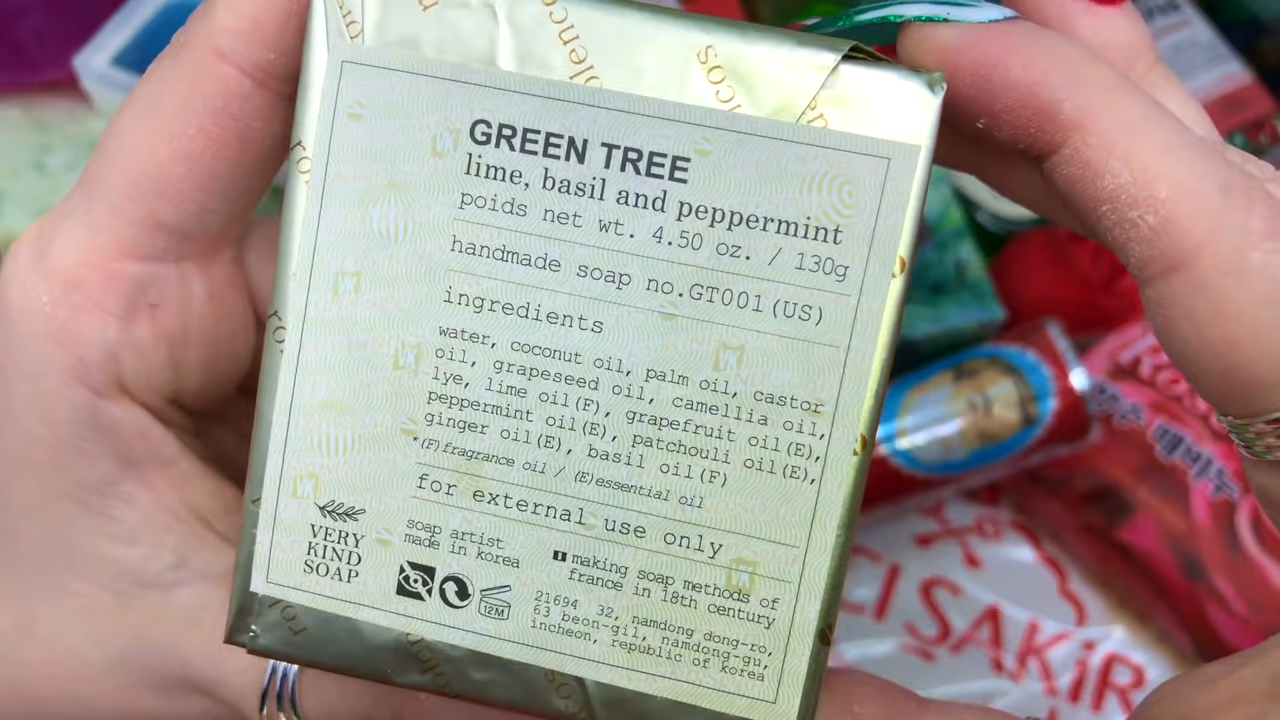 GREEN TREE
lime, basil and peppermint
poids net wt. 4.50 oz. / 130g
handmade soap no.GT001(US)
ingredients
water, coconut oil, palm oil, castor
oil, grapeseed oil, camellia oil,
lye, lime oil(F), grapefruit oil(E),
peppermint oil(E), patchouli oil(E),
ginger oil(E), basil oil(F)
*(F)fragrance oil / (E)essential oil
for external use only
VERY
KIND
SOAP
soap artist
made in korea
12M
making soap methods of
france in 18th century
21694 32, namdong dong-ro,
63 beon-gil, namdong-gu,
incheon, republic of korea
CI ŞAKİR